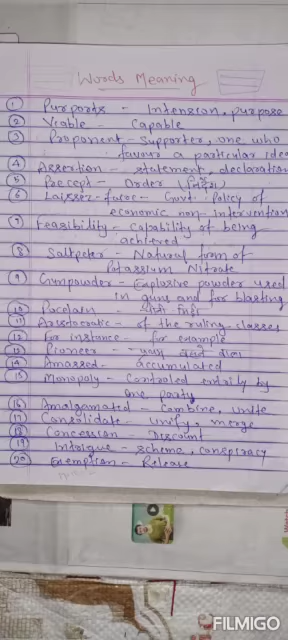 Words Meaning
① Purports - Intension, purpose
② Viable - Capable
③ Proponent - supporter, one who
favour a particular idea
④ Assertion - statement, declaration
⑤ Precept - Order
⑥ Laissez-faire - Govt. Policy of
economic non-intervention
⑦ Feasibility - Capability of being
achieved
⑧ Saltpeter - Natural form of
Potassium Nitrate
⑨ Gunpowder - Explosive powder used
in guns and for blasting
⑩ Porcelain -
⑪ Aristocratic - of the ruling classes
⑫ For instance - for example
⑬ Pioneer -
⑭ Amassed - accumulated
⑮ Monopoly - Controled entirly by
one party
⑯ Amalgamated - Combine, unite
⑰ Consolidate - unify, merge
⑱ Concession - Discount
⑲ Intrigue - scheme, conspiracy
⑳ Exemption - Release
FILMIGO